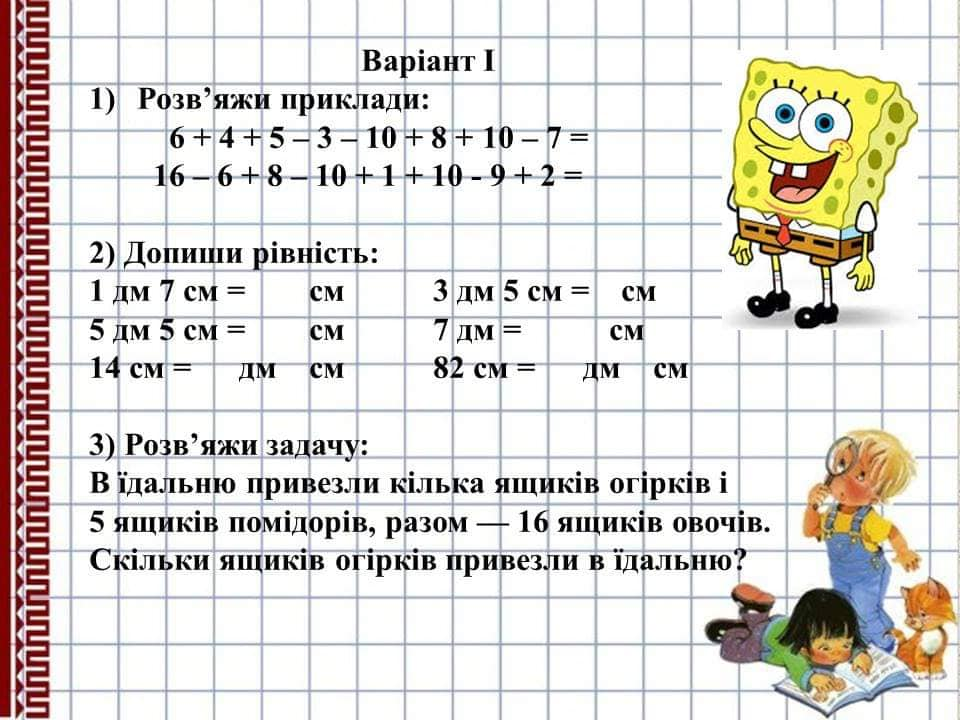 Варіант І
1) Розв’яжи приклади:
6 + 4 + 5 – 3 – 10 + 8 + 10 – 7 =
16 – 6 + 8 – 10 + 1 + 10 - 9 + 2 =
2) Допиши рівність:
1 дм 7 см = см 3 дм 5 см = см
5 дм 5 см = см 7 дм = см
14 см = дм см 82 см = дм см
3) Розв’яжи задачу:
В їдальню привезли кілька ящиків огірків і
5 ящиків помідорів, разом — 16 ящиків овочів.
Скільки ящиків огірків привезли в їдальню?